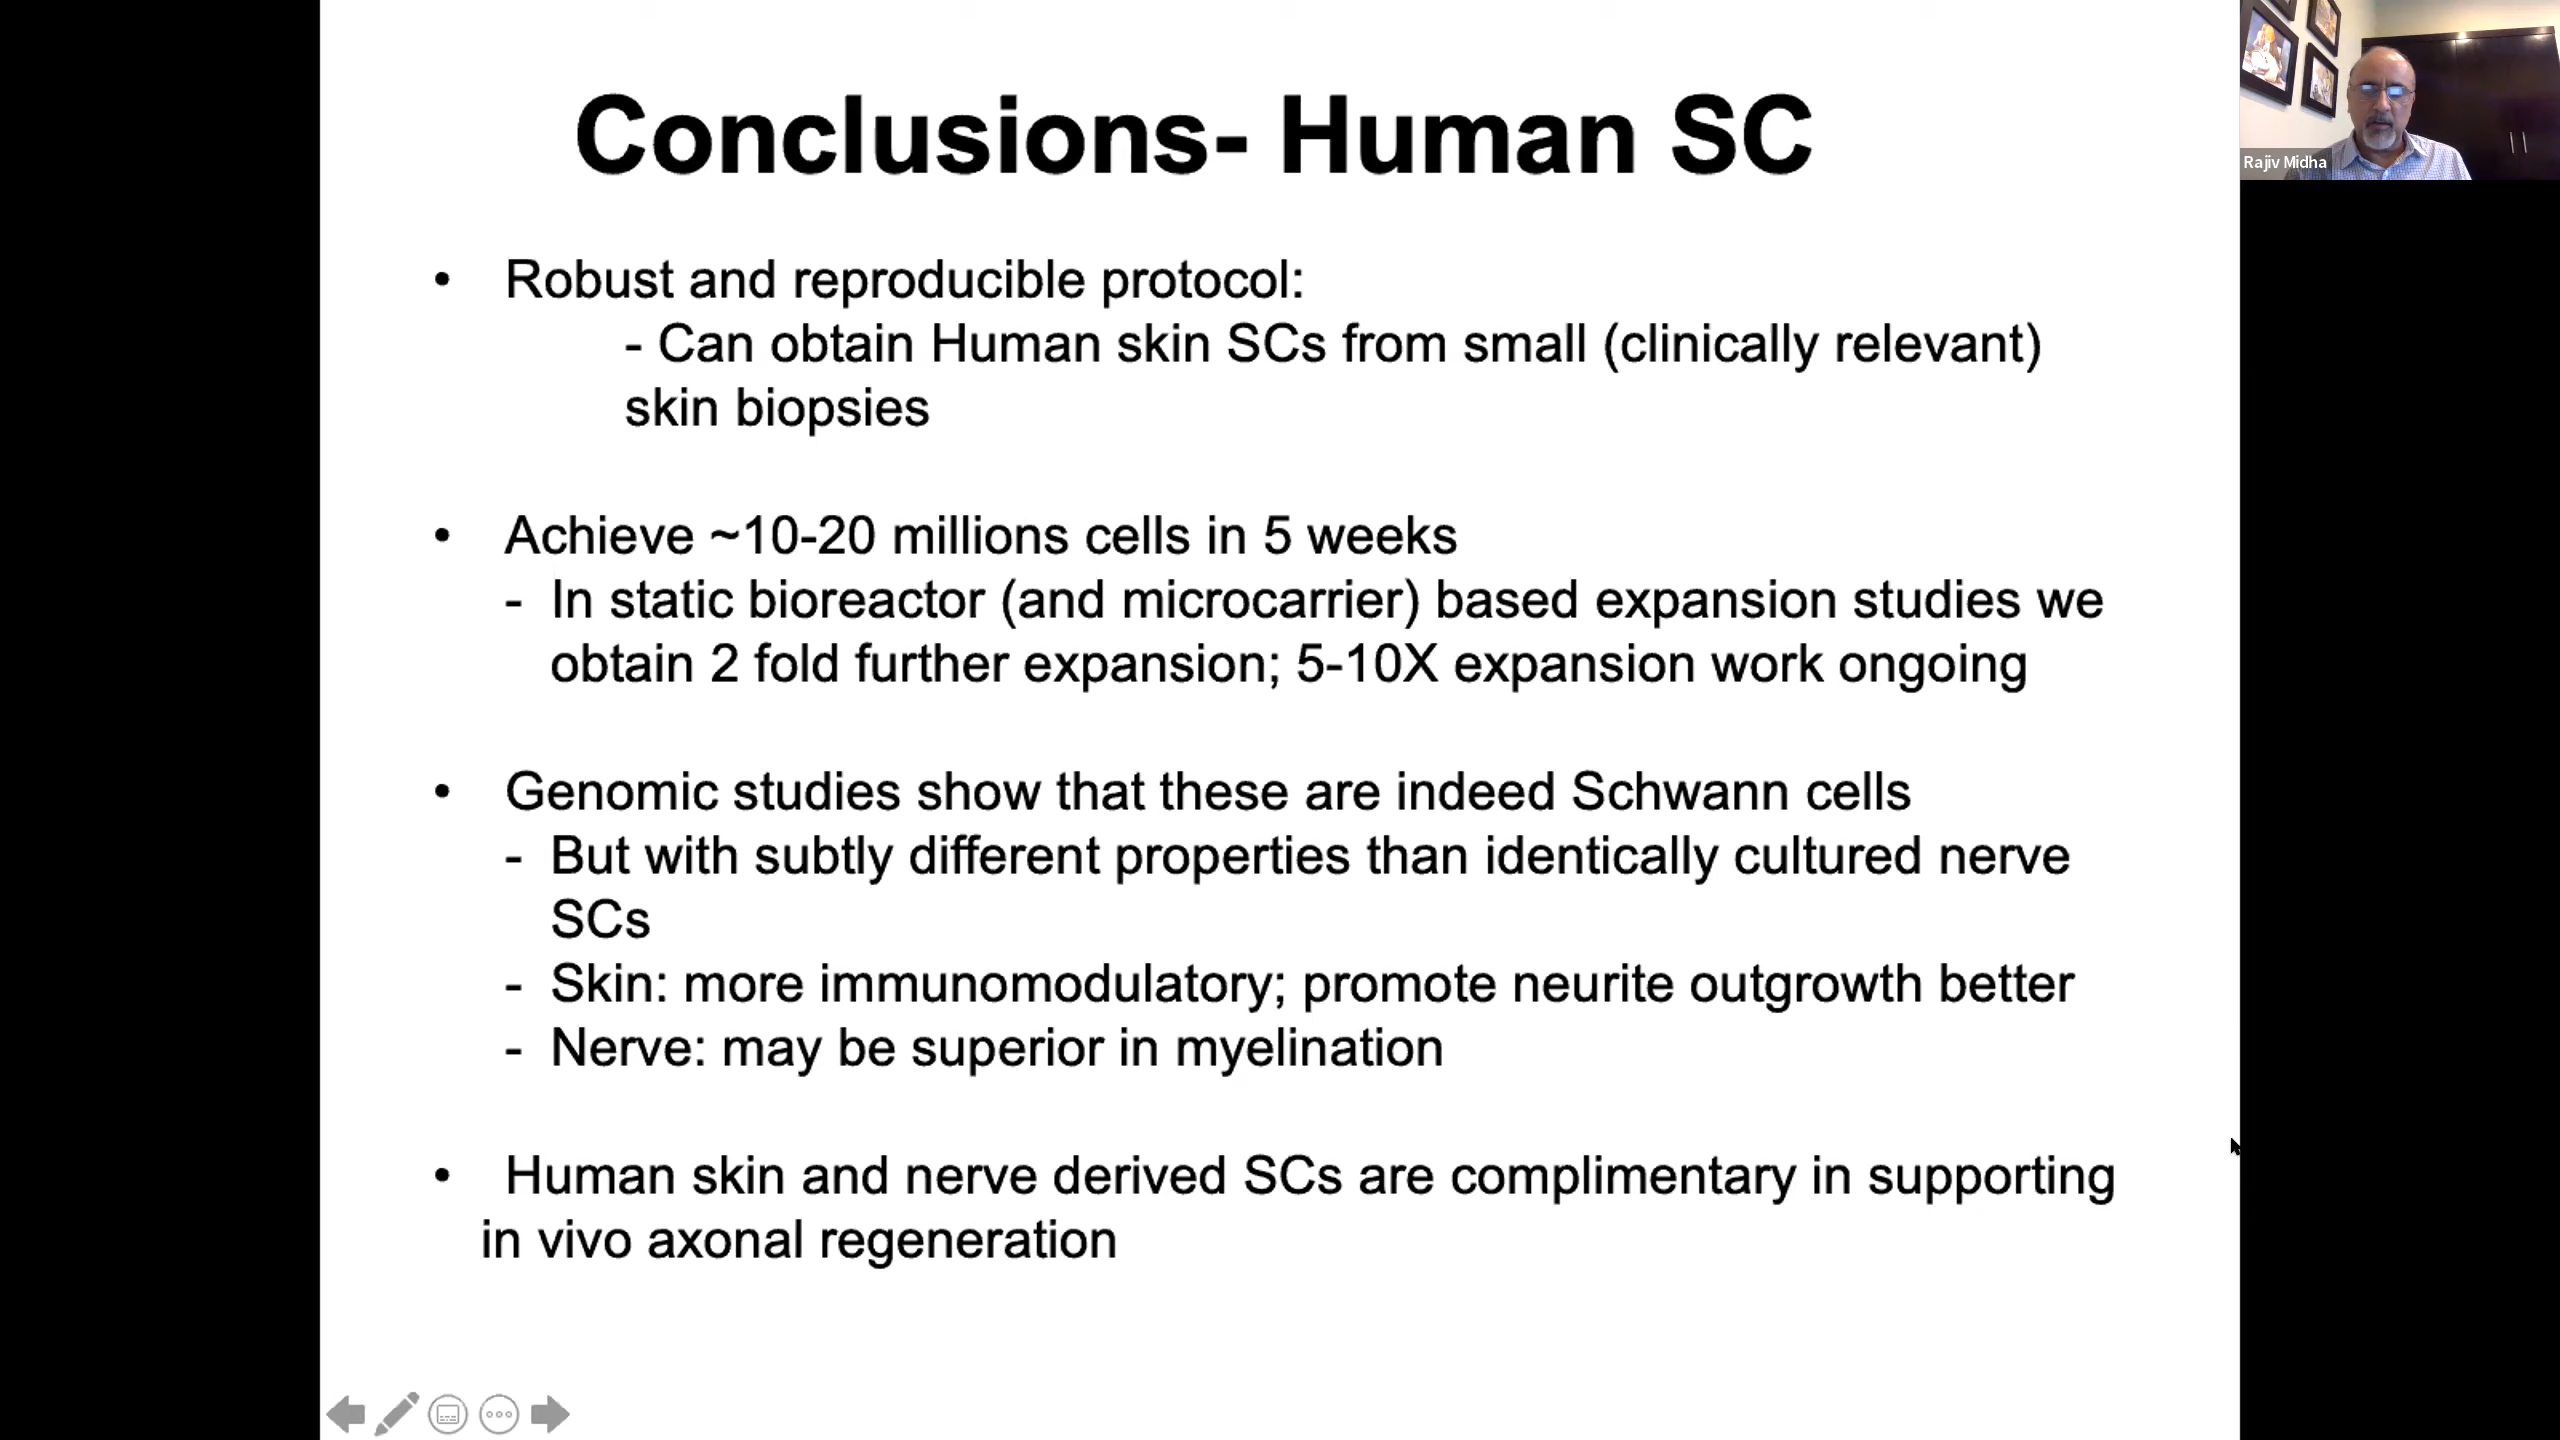 Conclusions- Human SC
Rajiv Midha
• Robust and reproducible protocol:
- Can obtain Human skin SCs from small (clinically relevant)
skin biopsies
• Achieve ~10-20 millions cells in 5 weeks
- In static bioreactor (and microcarrier) based expansion studies we
obtain 2 fold further expansion; 5-10X expansion work ongoing
• Genomic studies show that these are indeed Schwann cells
- But with subtly different properties than identically cultured nerve
SCs
- Skin: more immunomodulatory; promote neurite outgrowth better
- Nerve: may be superior in myelination
• Human skin and nerve derived SCs are complimentary in supporting
in vivo axonal regeneration